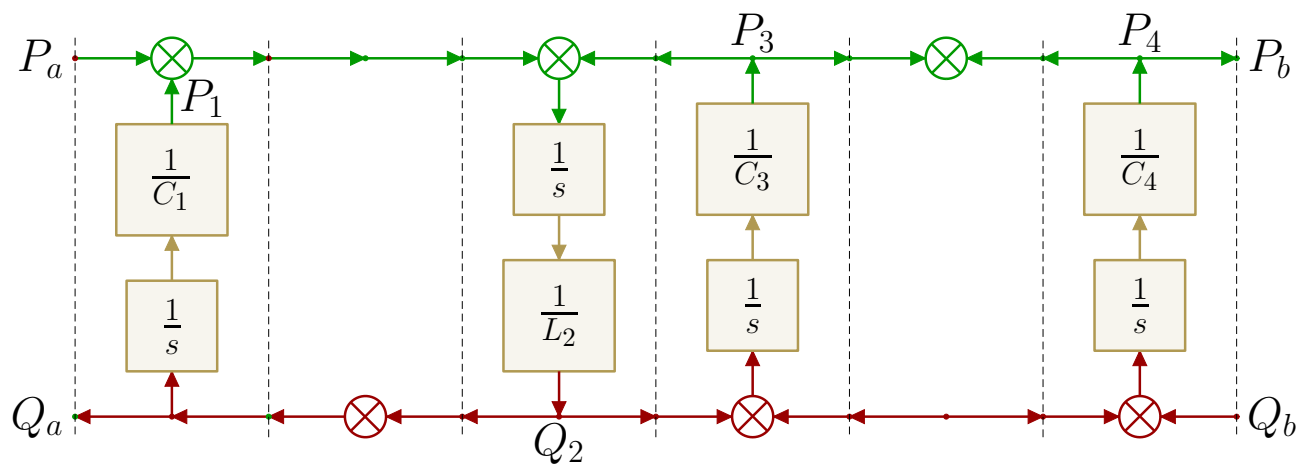 P_a P_1 P_3 P_4 P_b
1/C_1 1/s 1/C_3 1/C_4
1/s 1/L_2 1/s 1/s
Q_a Q_2 Q_b